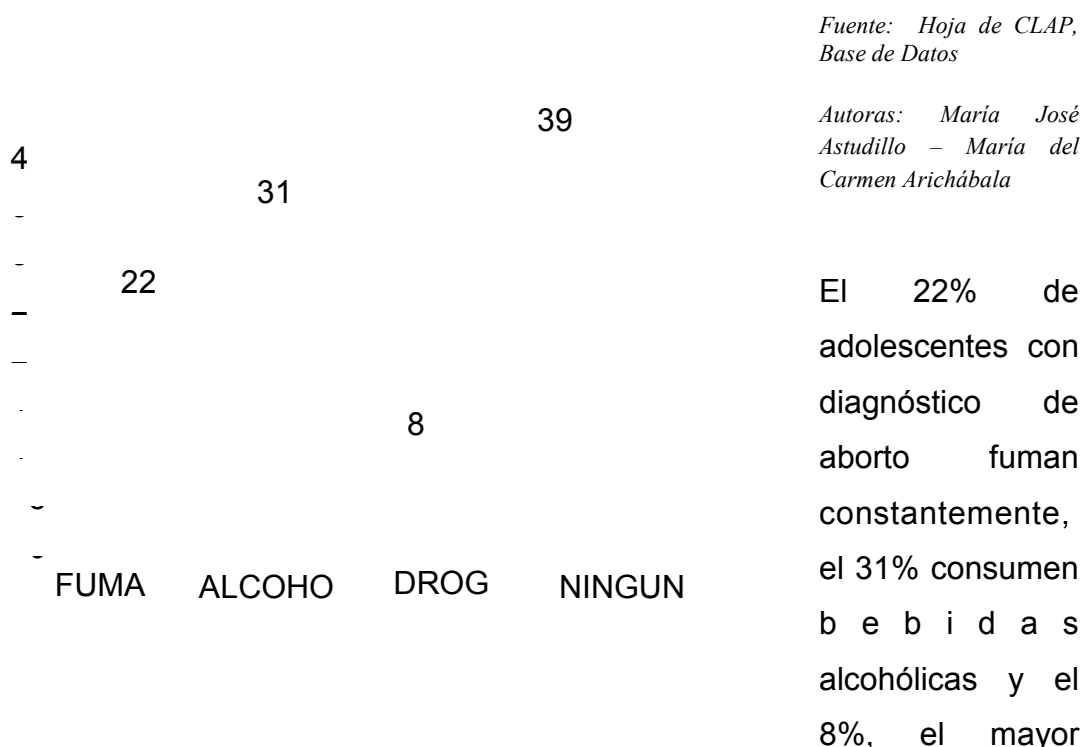 39
4
31
22
8
FUMA ALCOHO DROG NINGUN
Fuente: Hoja de CLAP,
Base de Datos
Autoras: María José
Astudillo – María del
Carmen Arichábala
El 22% de
adolescentes con
diagnóstico de
aborto fuman
constantemente,
el 31% consumen
b e b i d a s
alcohólicas y el
8%, el mayor